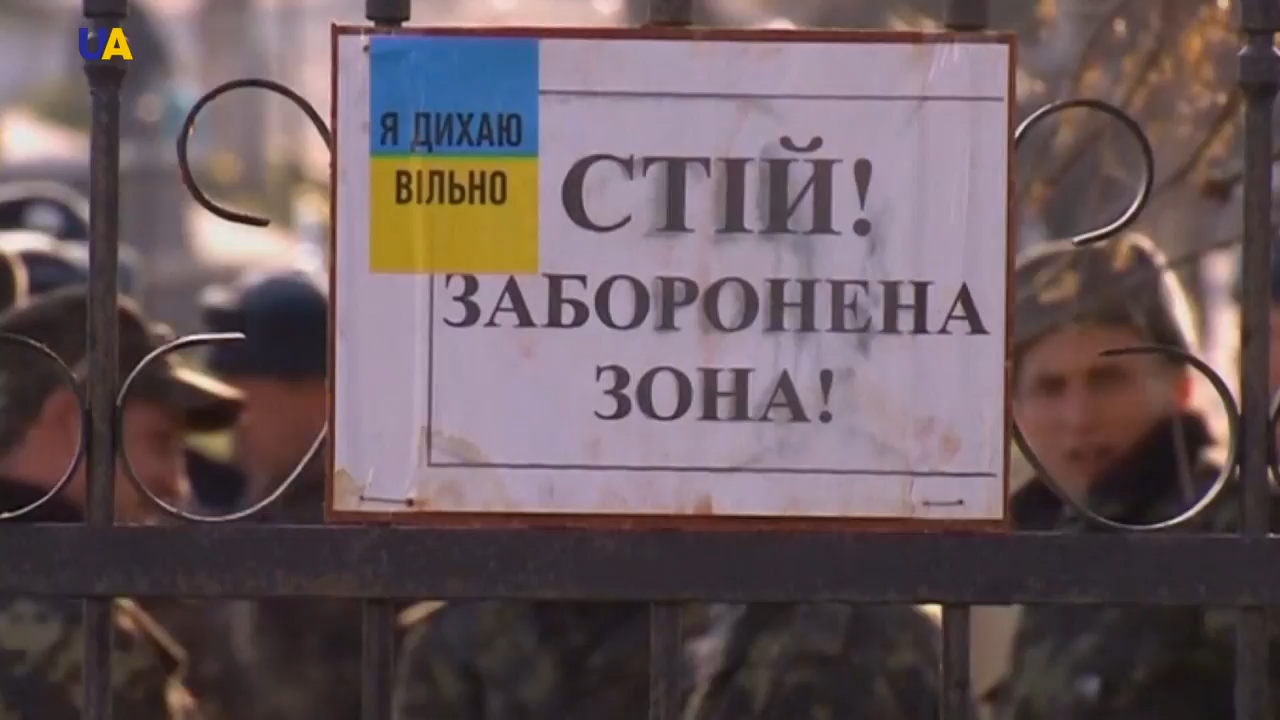 UA
Я ДИХАЮ
ВІЛЬНО
СТІЙ!
ЗАБОРОНЕНА
ЗОНА!